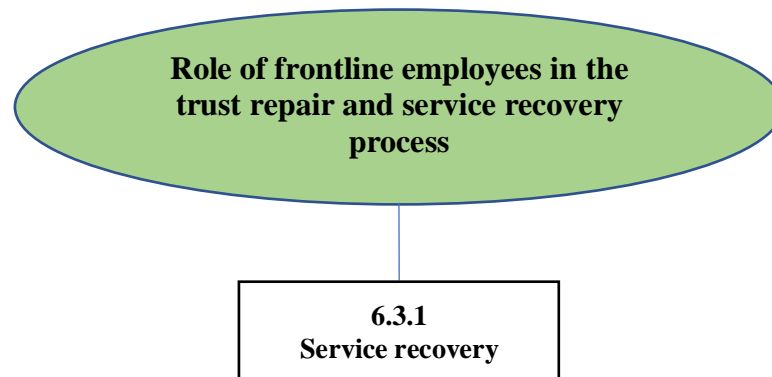 Role of frontline employees in the
trust repair and service recovery
process
6.3.1
Service recovery